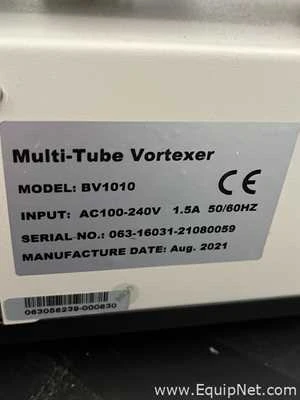 Multi-Tube Vortexer
MODEL: BV1010
CE
INPUT: AC100-240V 1.5A 50/60HZ
SERIAL NO.: 063-16031-21080059
MANUFACTURE DATE: Aug. 2021
063058239-000630
www.EquipNet.com